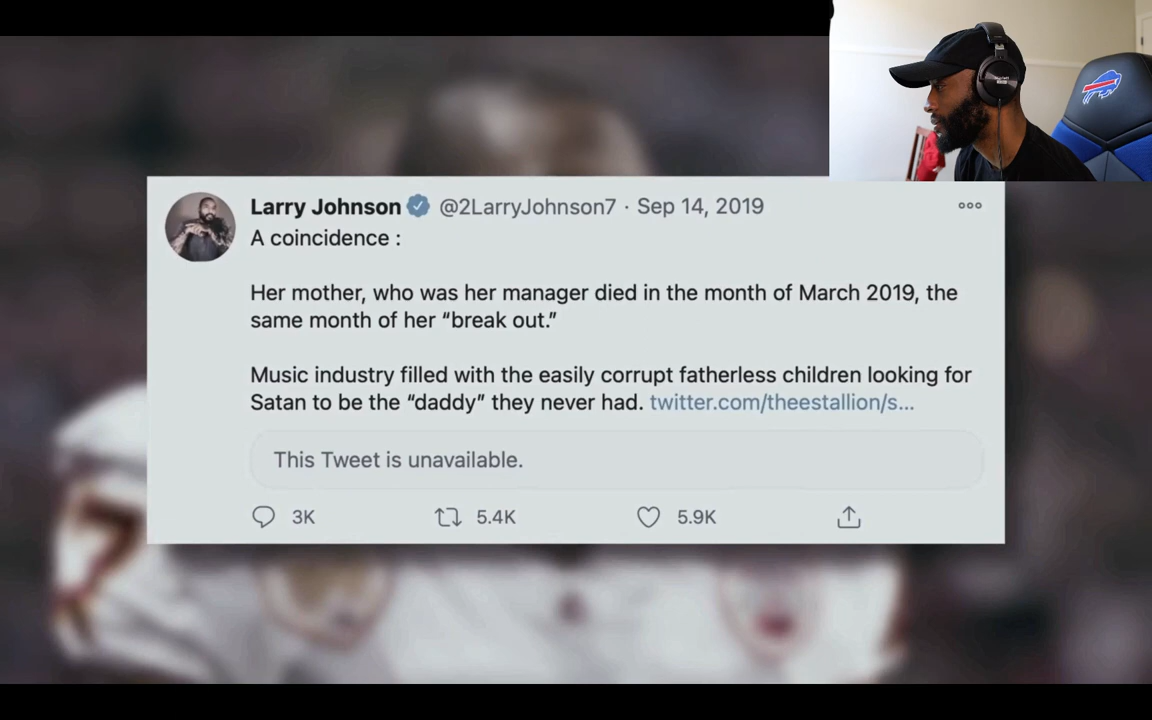 Larry Johnson @2LarryJohnson7 · Sep 14, 2019
A coincidence :
Her mother, who was her manager died in the month of March 2019, the
same month of her “break out.”
Music industry filled with the easily corrupt fatherless children looking for
Satan to be the “daddy” they never had. twitter.com/theestallion/s...
This Tweet is unavailable.
3K 5.4K 5.9K